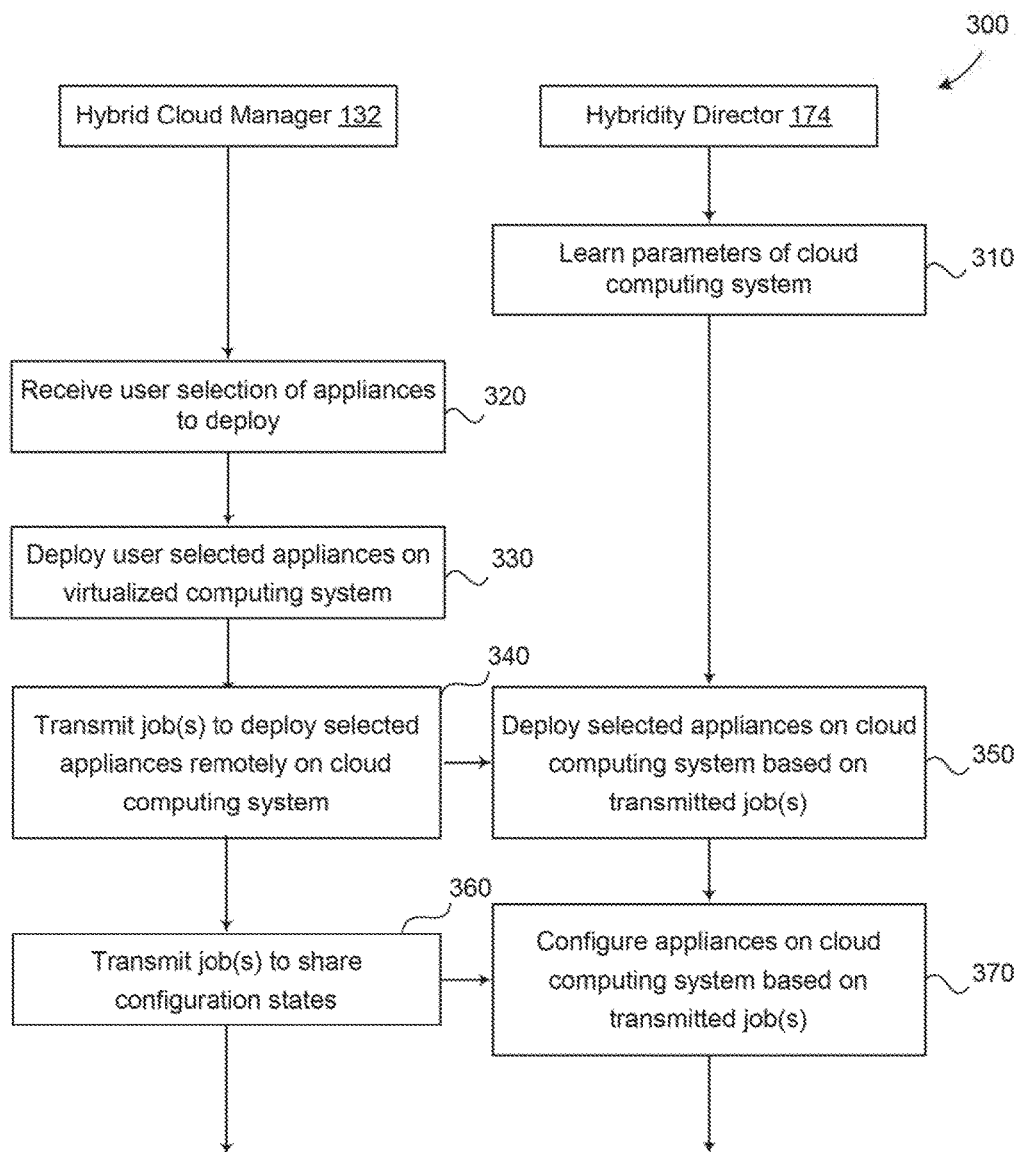 300
Hybrid Cloud Manager 132
Hybridity Director 174
Learn parameters of cloud
computing system
310
Receive user selection of appliances
to deploy
320
Deploy user selected appliances on
virtualized computing system
330
340
Transmit job(s) to deploy selected
appliances remotely on cloud
computing system
Deploy selected appliances on cloud
computing system based on
transmitted job(s)
350
360
Transmit job(s) to share
configuration states
Configure appliances on cloud
computing system based on
transmitted job(s)
370